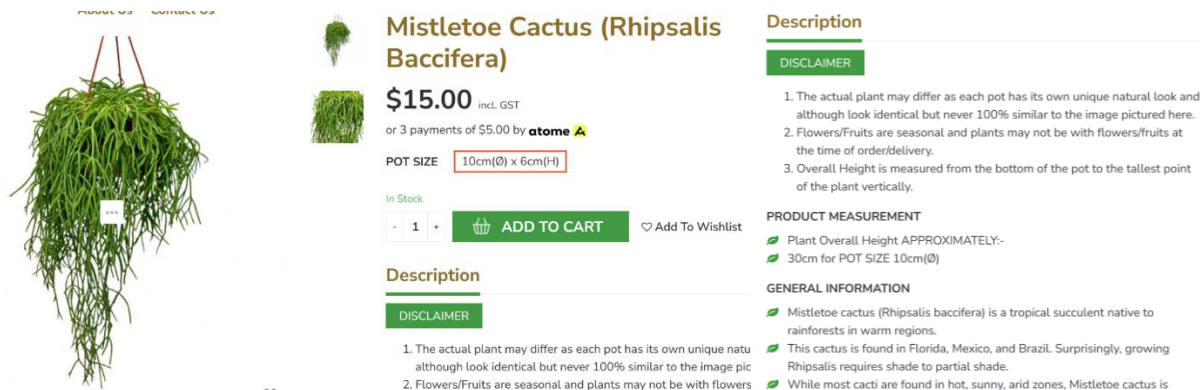 About Us Contact Us
Mistletoe Cactus (Rhipsalis
Baccifera)
$15.00 incl. GST
or 3 payments of $5.00 by atome
POT SIZE 10cm(Ø) x 6cm(H)
In Stock
- 1 + ADD TO CART Add To Wishlist
Description
DISCLAIMER
1. The actual plant may differ as each pot has its own unique natu
although look identical but never 100% similar to the image pic
2. Flowers/Fruits are seasonal and plants may not be with flowers
Description
DISCLAIMER
1. The actual plant may differ as each pot has its own unique natural look and
although look identical but never 100% similar to the image pictured here.
2. Flowers/Fruits are seasonal and plants may not be with flowers/fruits at
the time of order/delivery.
3. Overall Height is measured from the bottom of the pot to the tallest point
of the plant vertically.
PRODUCT MEASUREMENT
Plant Overall Height APPROXIMATELY:-
30cm for POT SIZE 10cm(Ø)
GENERAL INFORMATION
Mistletoe cactus (Rhipsalis baccifera) is a tropical succulent native to
rainforests in warm regions.
This cactus is found in Florida, Mexico, and Brazil. Surprisingly, growing
Rhipsalis requires shade to partial shade.
While most cacti are found in hot, sunny, arid zones, Mistletoe cactus is